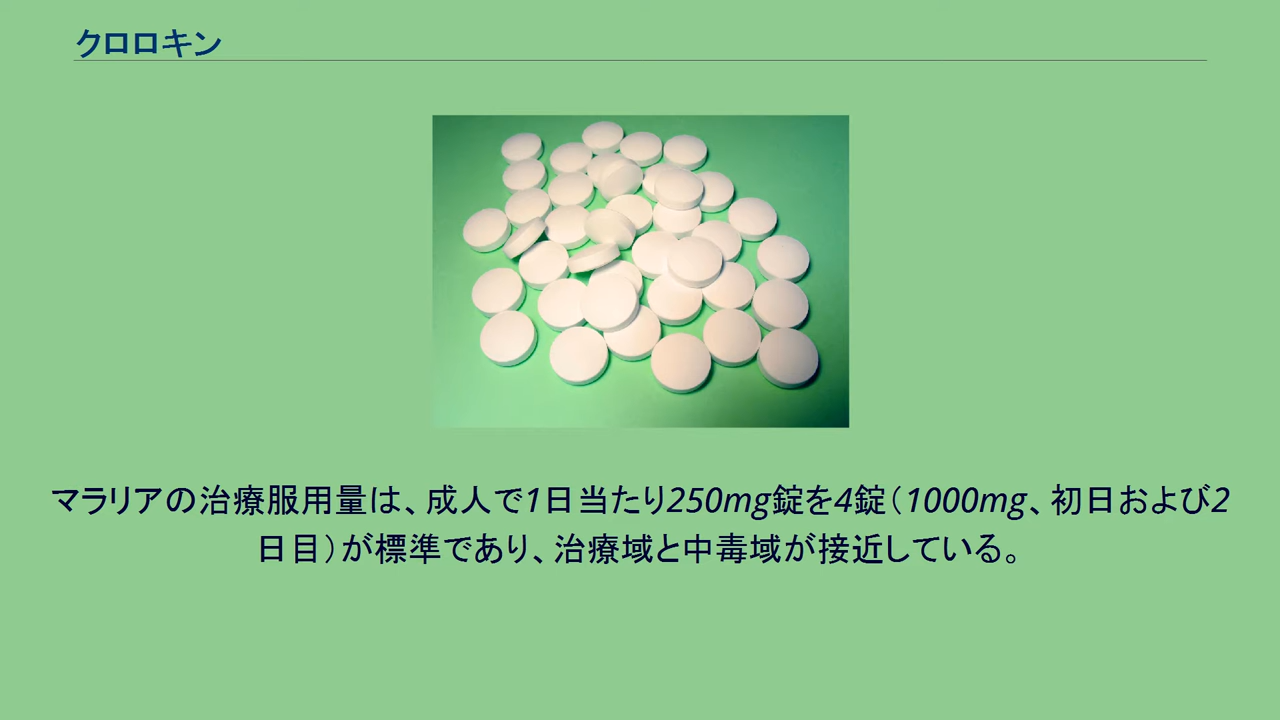 クロロキン
マラリアの治療服用量は、成人で1日当たり250mg錠を4錠（1000mg、初日および2
日目）が標準であり、治療域と中毒域が接近している。